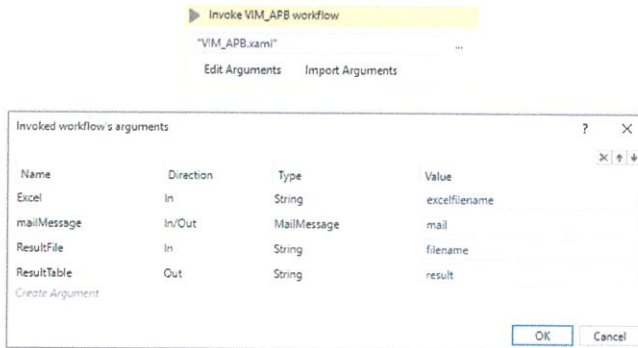 Invoke VIM_APB workflow
"VIM_APB.xaml" ...
Edit Arguments Import Arguments
Invoked workflow's arguments ? ×
Name Direction Type Value
Excel In String excelfilename
mailMessage In/Out MailMessage mail
ResultFile In String filename
ResultTable Out String result
Create Argument
OK Cancel